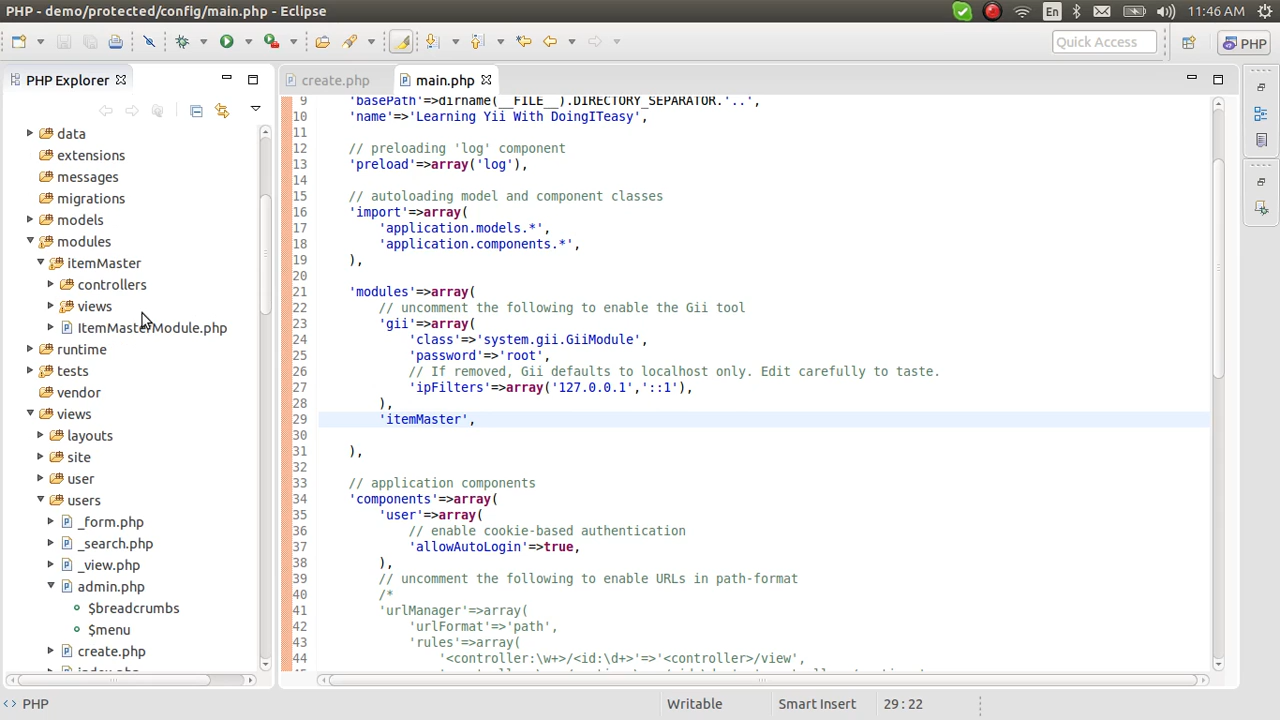 PHP - demo/protected/config/main.php - Eclipse
En
11:46 AM
Quick Access
PHP
PHP Explorer
data
extensions
messages
migrations
models
modules
itemMaster
controllers
views
ItemMasterModule.php
runtime
tests
vendor
views
layouts
site
user
users
_form.php
_search.php
_view.php
admin.php
$breadcrumbs
$menu
create.php
create.php
main.php
9 'basePath'=>dirname(__FILE__).DIRECTORY_SEPARATOR.'..',
10 'name'=>'Learning Yii With DoingITeasy',
11
12 // preloading 'log' component
13 'preload'=>array('log'),
14
15 // autoloading model and component classes
16 'import'=>array(
17 'application.models.*',
18 'application.components.*',
19 ),
20
21 'modules'=>array(
22 // uncomment the following to enable the Gii tool
23 'gii'=>array(
24 'class'=>'system.gii.GiiModule',
25 'password'=>'root',
26 // If removed, Gii defaults to localhost only. Edit carefully to taste.
27 'ipFilters'=>array('127.0.0.1','::1'),
28 ),
29 'itemMaster',
30
31 ),
32
33 // application components
34 'components'=>array(
35 'user'=>array(
36 // enable cookie-based authentication
37 'allowAutoLogin'=>true,
38 ),
39 // uncomment the following to enable URLs in path-format
40 /*
41 'urlManager'=>array(
42 'urlFormat'=>'path',
43 'rules'=>array(
44 '<controller:\w+>/<id:\d+>'=>'<controller>/view',
PHP
Writable
Smart Insert
29 : 22